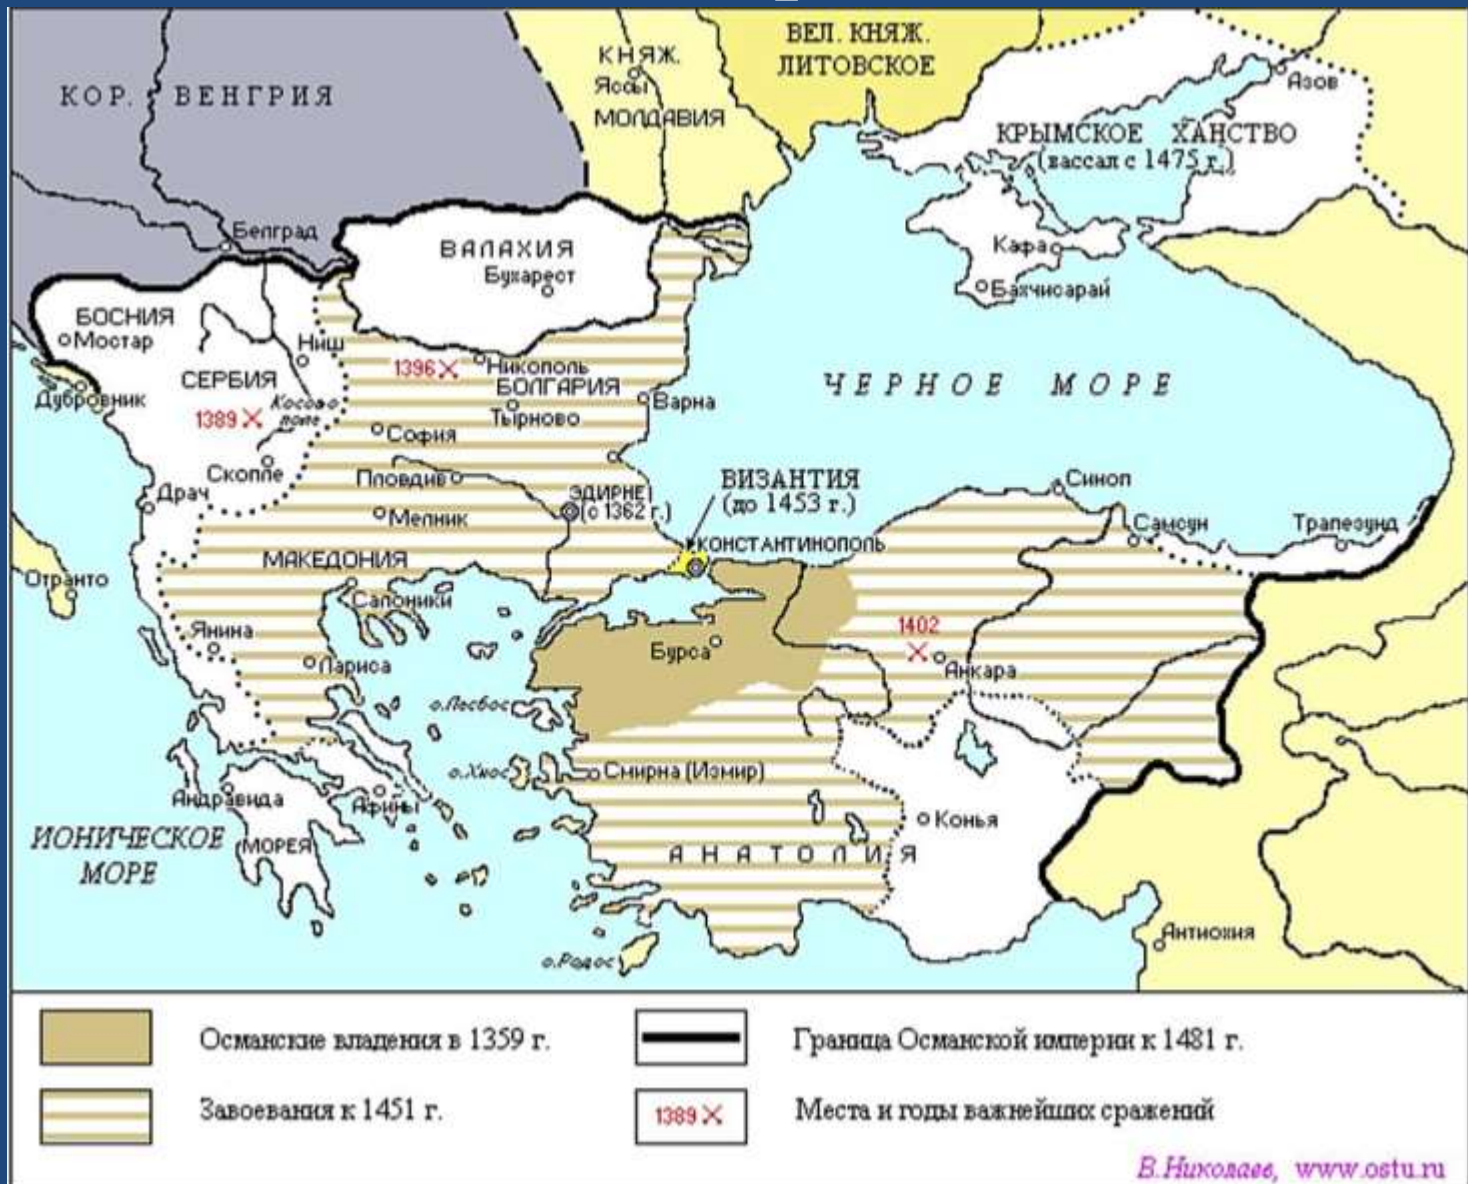 КОР. ВЕНГРИЯ
КНЯЖ.
Яссы
МОЛДАВИЯ
ВЕЛ. КНЯЖ.
ЛИТОВСКОЕ
Азов
КРЫМСКОЕ ХАНСТВО
(вассал с 1475 г.)
Кафа
Бахчисарай
Белград
ВАЛАХИЯ
Бухарест
БОСНИЯ
Мостар
Ниш
СЕРБИЯ
Дубровник
1389
Косово
поле
1396
Никополь
БОЛГАРИЯ
Тырново
Варна
ЧЕРНОЕ МОРЕ
София
Скопле
Драч
Пловдив
ЭДИРНЕ
(с 1362 г.)
Мелник
ВИЗАНТИЯ
(до 1453 г.)
КОНСТАНТИНОПОЛЬ
Синоп
Самсун
Трапезунд
Отранто
МАКЕДОНИЯ
Салоники
Янина
Лариса
Бурса
1402
Анкара
о.Лесбос
о.Хиос
Смирна (Измир)
Андравида
Афины
ИОНИЧЕСКОЕ
МОРЕ
МОРЕЯ
Конья
АНАТОЛИЯ
о.Родос
Антиохия
Османские владения в 1359 г.
Граница Османской империи к 1481 г.
Завоевания к 1451 г.
1389
Места и годы важнейших сражений
В.Николаев, www.ostu.ru